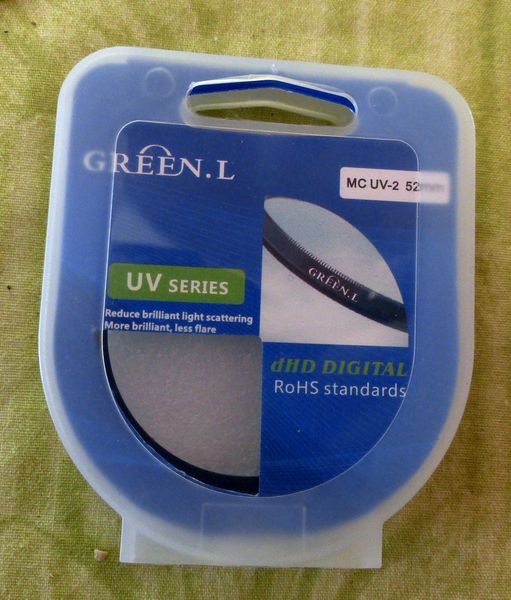 GREEN.L
MC UV-2 52mm
GREEN.L
UV SERIES
Reduce brilliant light scattering
More brilliant, less flare
dHD DIGITAL
RoHS standards